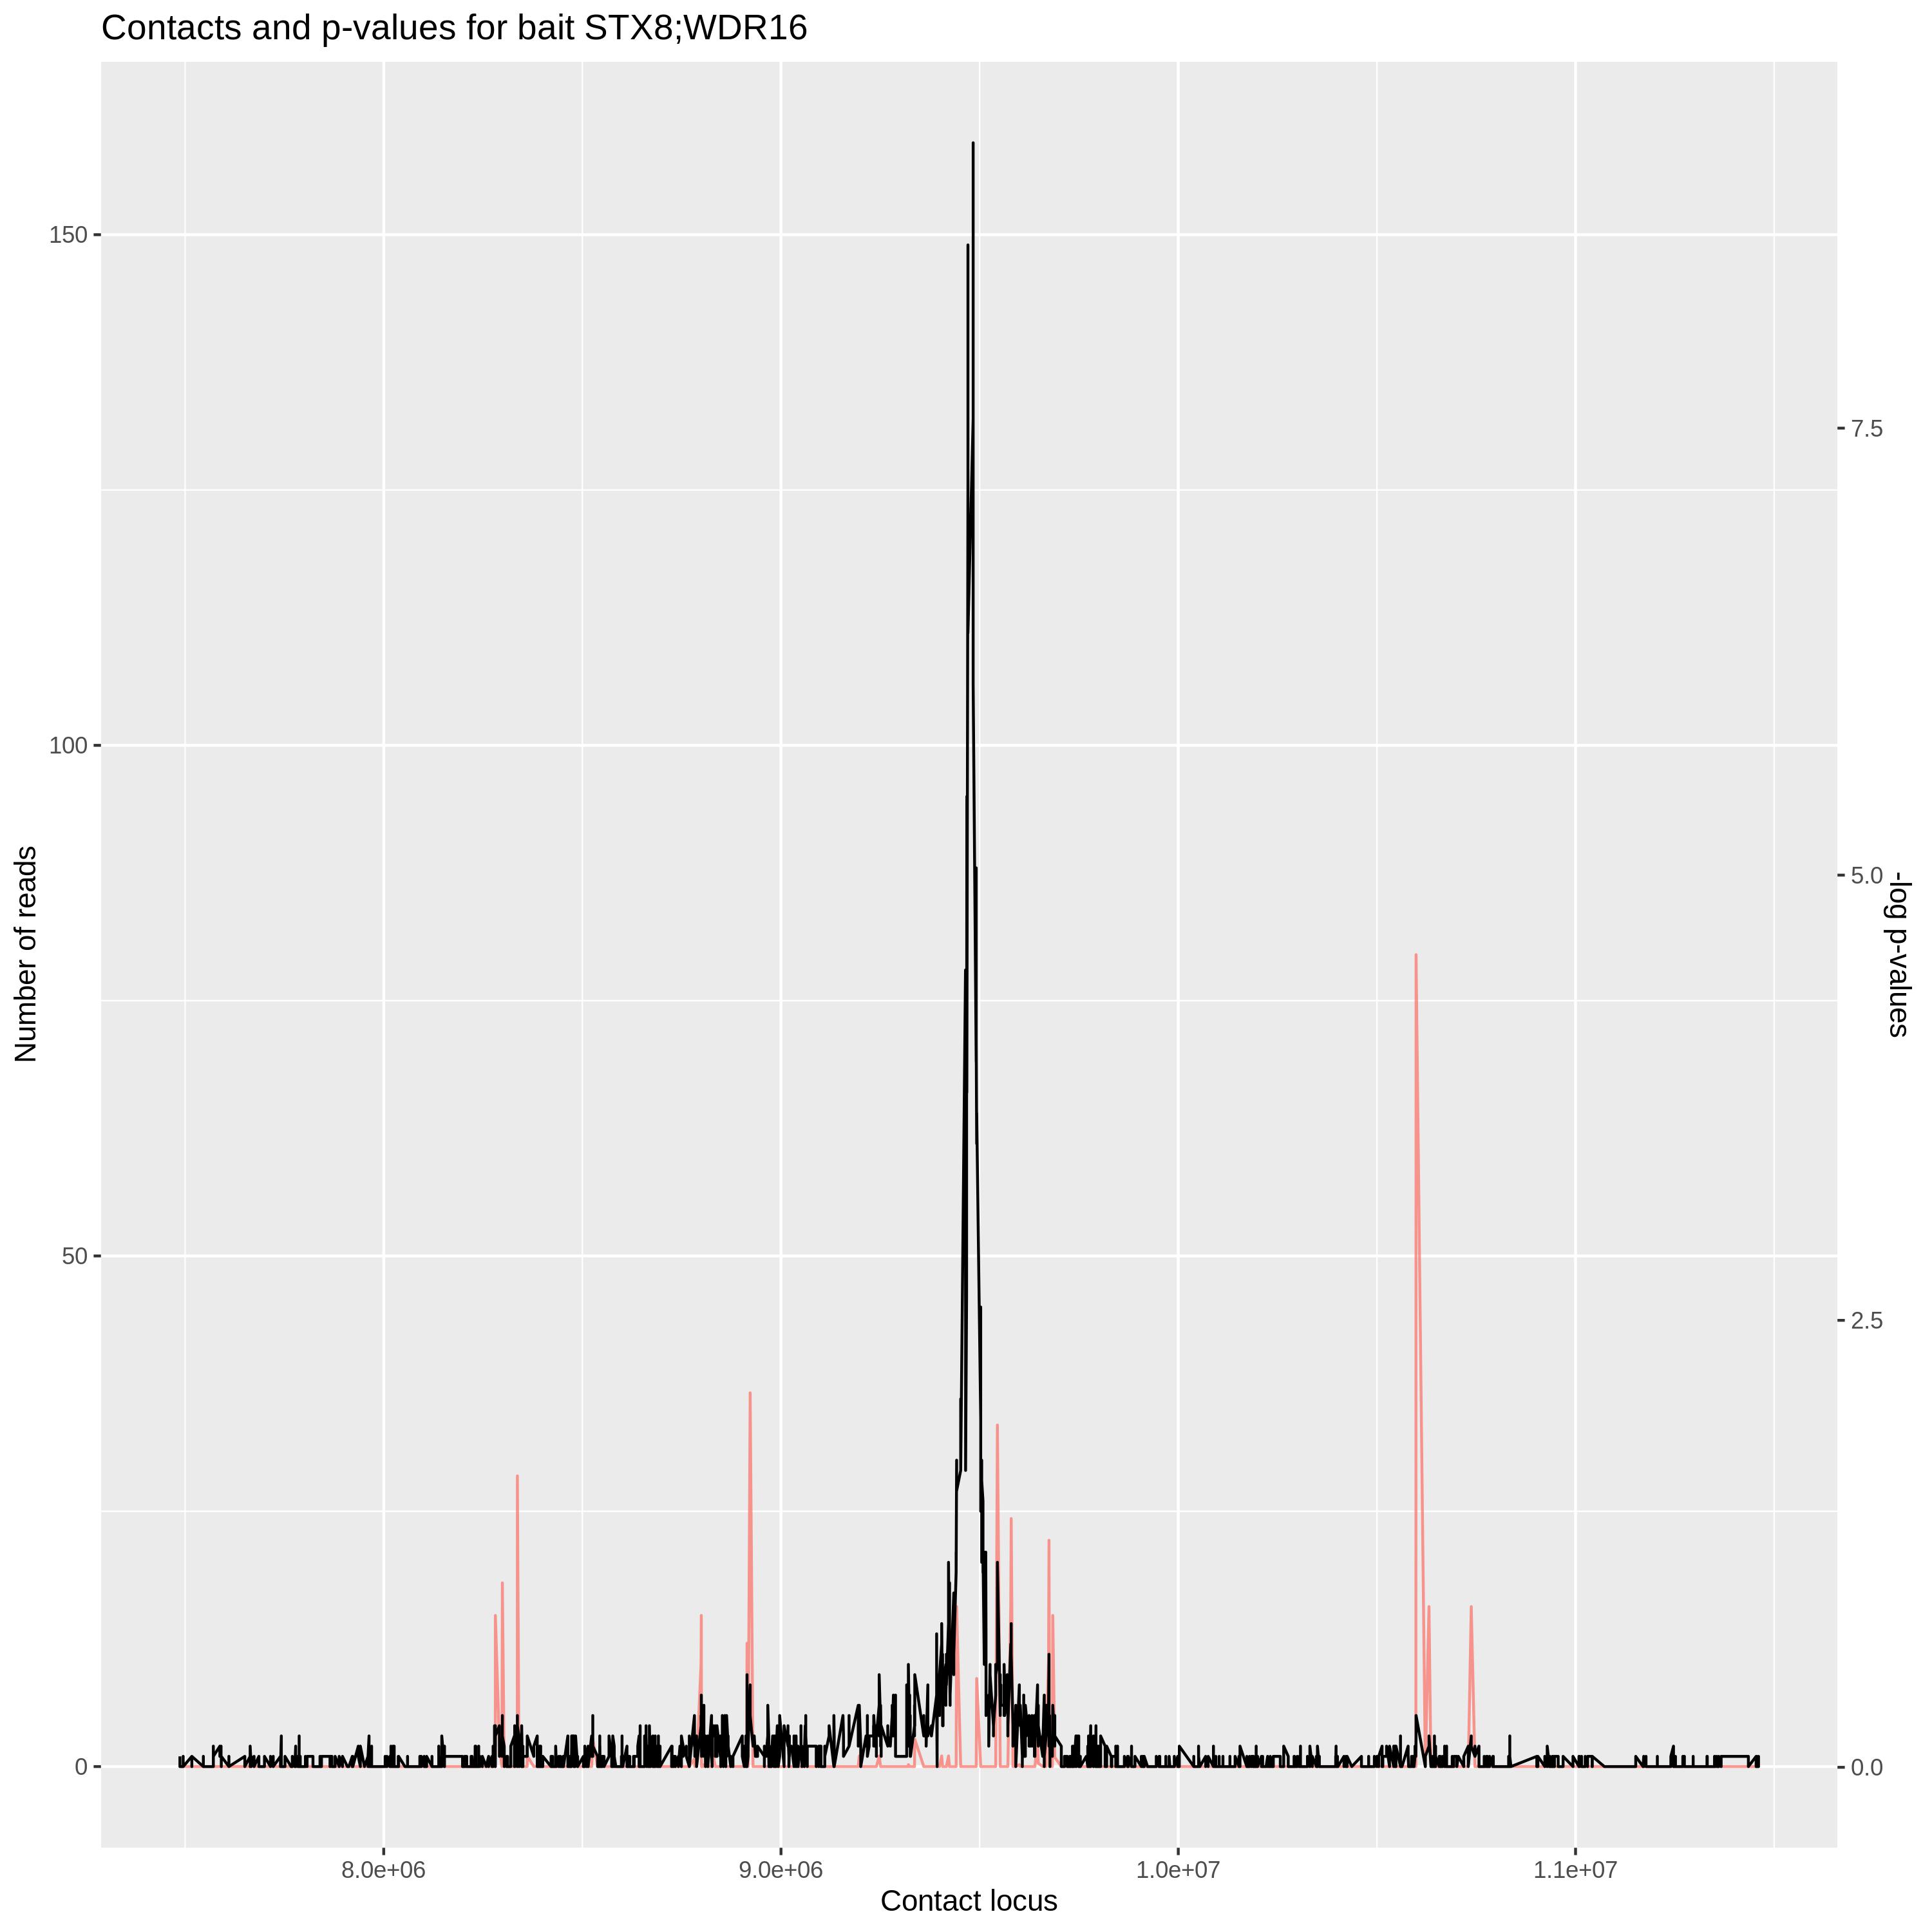 Contacts and p-values for bait STX8;WDR16
150
100
50
0
Number of reads
7.5
5.0
2.5
0.0
-log p-values
8.0e+06
9.0e+06
1.0e+07
1.1e+07
Contact locus